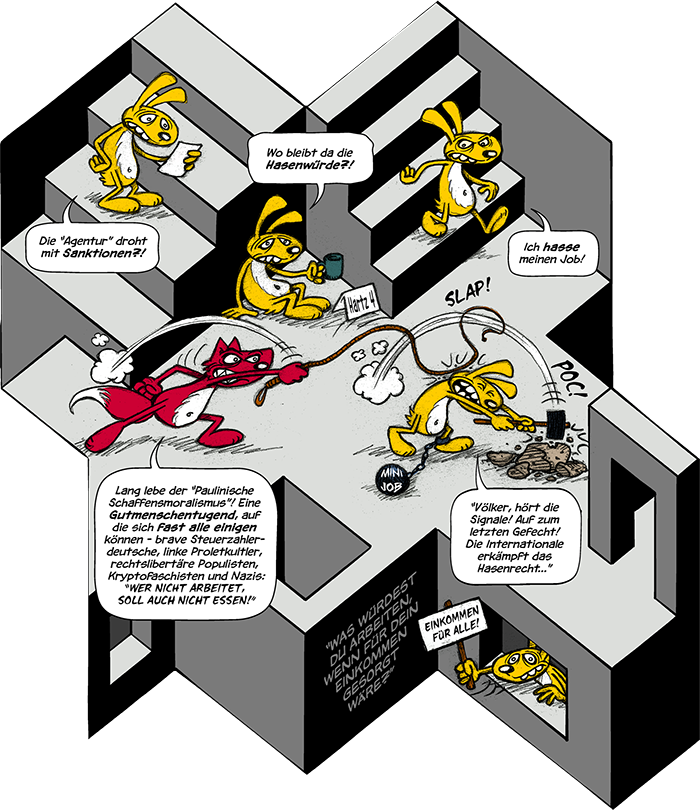 Wo bleibt da die
Hasenwürde?!
Die "Agentur" droht
mit Sanktionen?!
Ich hasse
meinen Job!
Hartz 4
SLAP!
POC!
MINI
JOB
Lang lebe der "Paulinische
Schaffensmoralismus"! Eine
Gutmenschentugend, auf
die sich fast alle einigen
können - brave Steuerzahler-
deutsche, linke Proletkultler,
rechtslibertäre Populisten,
Kryptofaschisten und Nazis:
"WER NICHT ARBEITET,
SOLL AUCH NICHT ESSEN!"
"Völker, hört die
Signale! Auf zum
letzten Gefecht!
Die Internationale
erkämpft das
Hasenrecht..."
"WAS WÜRDEST
DU ARBEITEN,
WENN FÜR DEIN
EINKOMMEN
GESORGT
WÄRE?"
EINKOMMEN
FÜR ALLE!